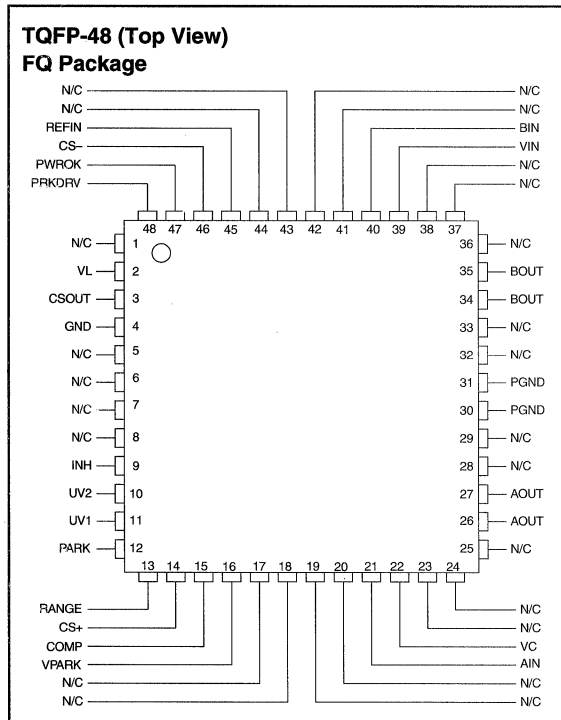 TQFP-48 (Top View)
FQ Package
N/C N/C
N/C N/C
REFIN BIN
CS– VIN
PWROK N/C
PRKDRV N/C
48 47 46 45 44 43 42 41 40 39 38 37
N/C 1 36 N/C
VL 2 35 BOUT
CSOUT 3 34 BOUT
GND 4 33 N/C
N/C 5 32 N/C
N/C 6 31 PGND
N/C 7 30 PGND
N/C 8 29 N/C
INH 9 28 N/C
UV2 10 27 AOUT
UV1 11 26 AOUT
PARK 12 25 N/C
13 14 15 16 17 18 19 20 21 22 23 24
RANGE N/C
CS+ N/C
COMP VC
VPARK AIN
N/C N/C
N/C N/C